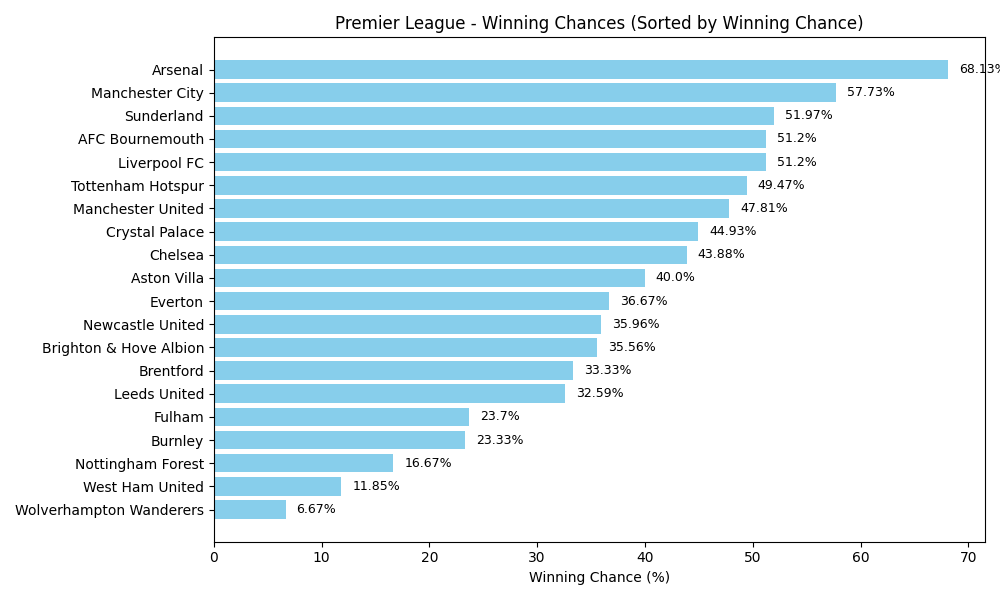 Premier League - Winning Chances (Sorted by Winning Chance)
Arsenal 68.13%
Manchester City 57.73%
Sunderland 51.97%
AFC Bournemouth 51.2%
Liverpool FC 51.2%
Tottenham Hotspur 49.47%
Manchester United 47.81%
Crystal Palace 44.93%
Chelsea 43.88%
Aston Villa 40.0%
Everton 36.67%
Newcastle United 35.96%
Brighton & Hove Albion 35.56%
Brentford 33.33%
Leeds United 32.59%
Fulham 23.7%
Burnley 23.33%
Nottingham Forest 16.67%
West Ham United 11.85%
Wolverhampton Wanderers 6.67%
0 10 20 30 40 50 60 70
Winning Chance (%)